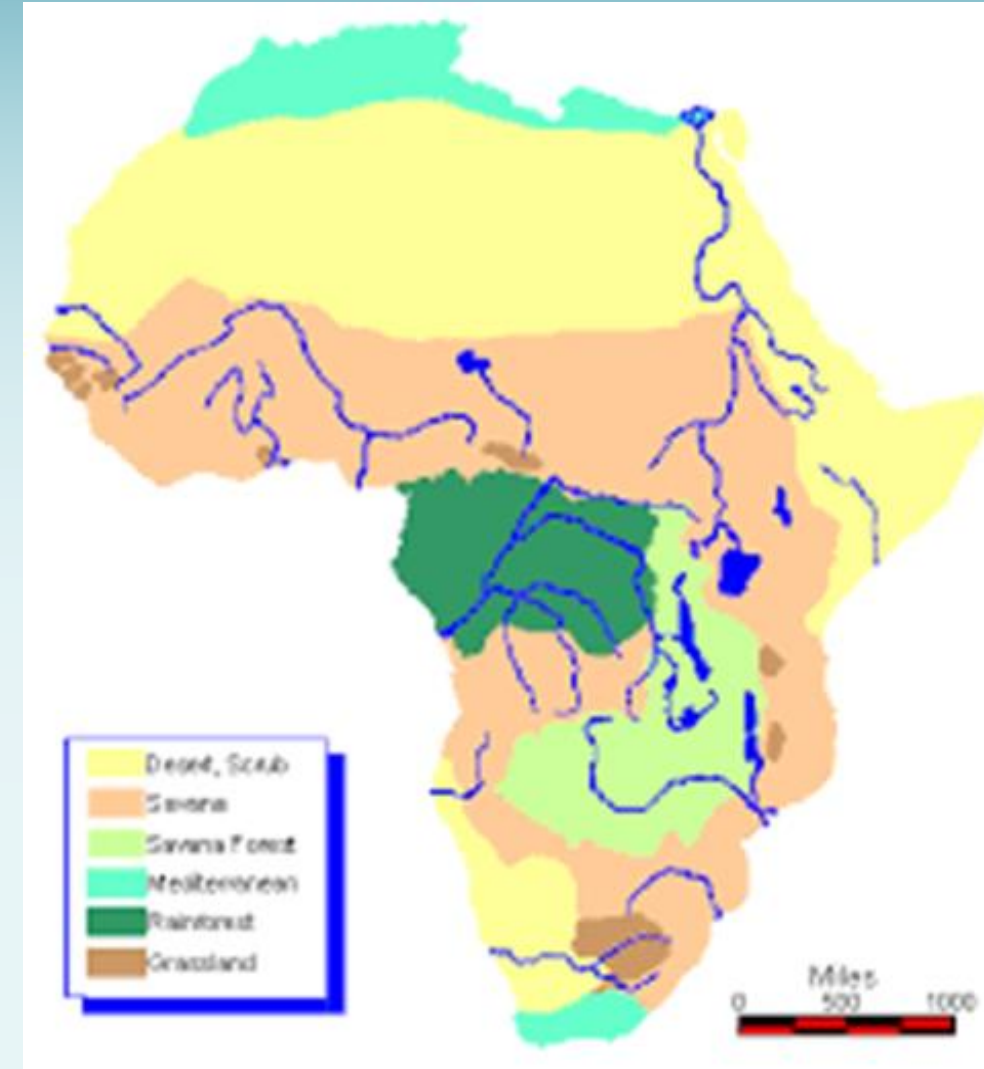 Desert, Scrub
Savana
Savana Forest
Mediterranean
Rainforest
Grassland
Miles
0 500 1000